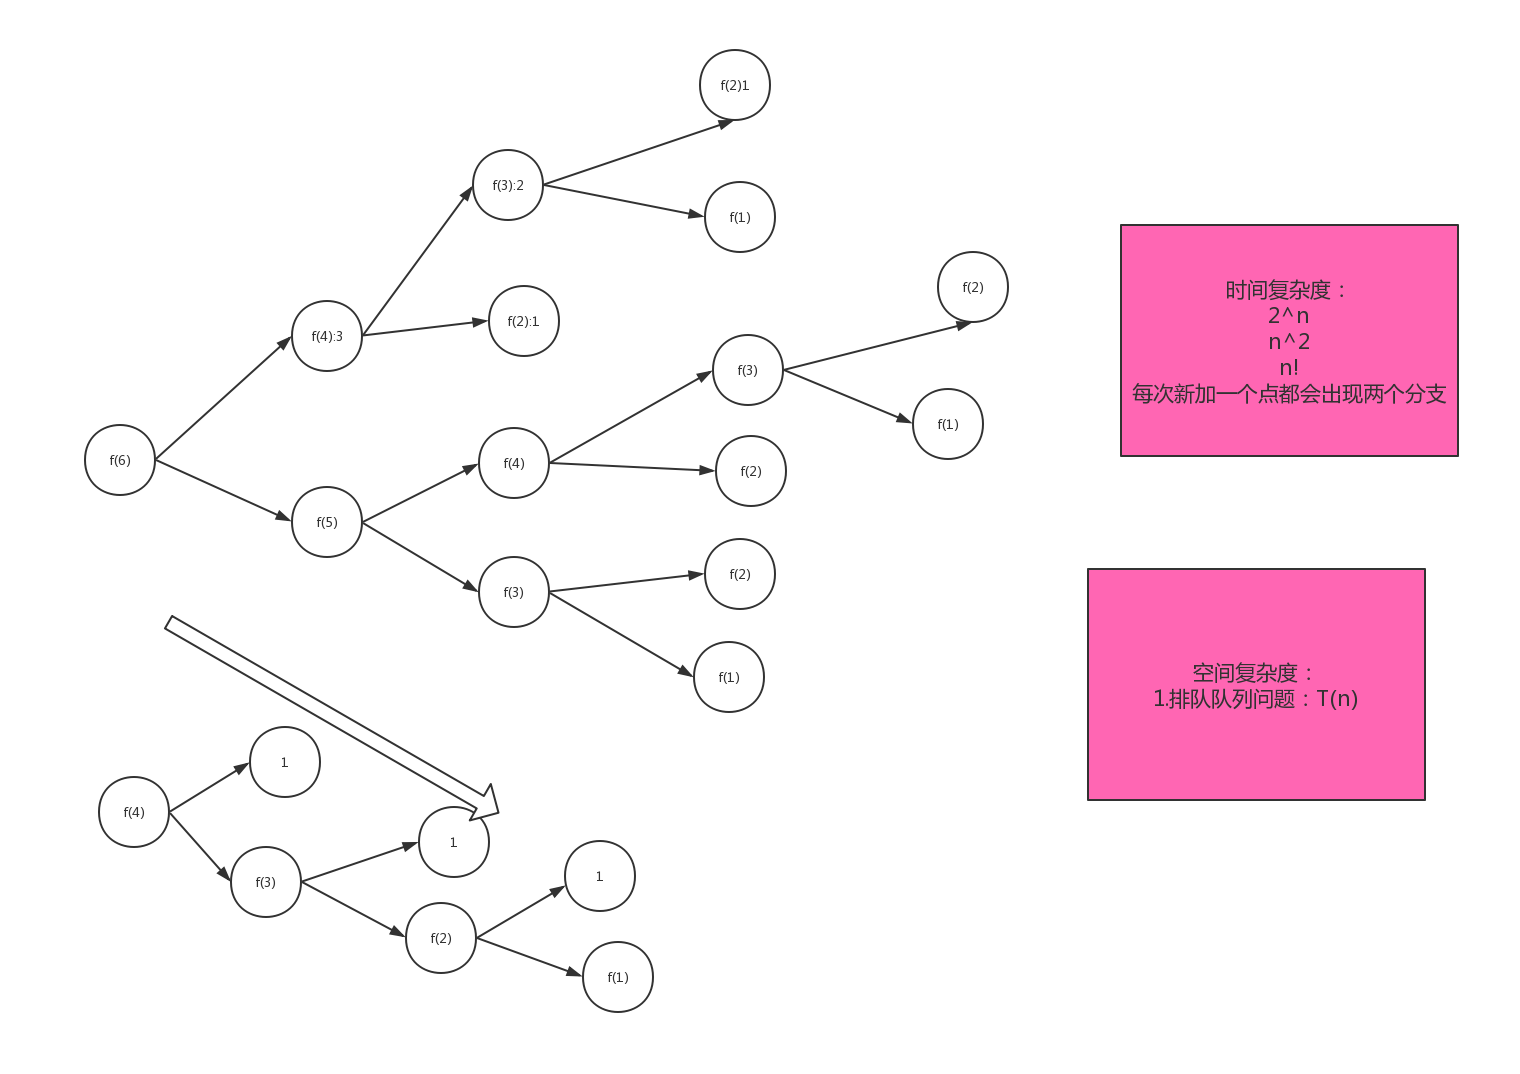 f(2)1
f(3):2
f(1)
f(2)
f(4):3
f(2):1
f(3)
f(1)
f(6)
f(4)
f(2)
f(5)
f(3)
f(2)
f(1)
时间复杂度：
2^n
n^2
n!
每次新加一个点都会出现两个分支
空间复杂度：
1.排队队列问题：T(n)
1
f(4)
1
f(3)
1
f(2)
f(1)